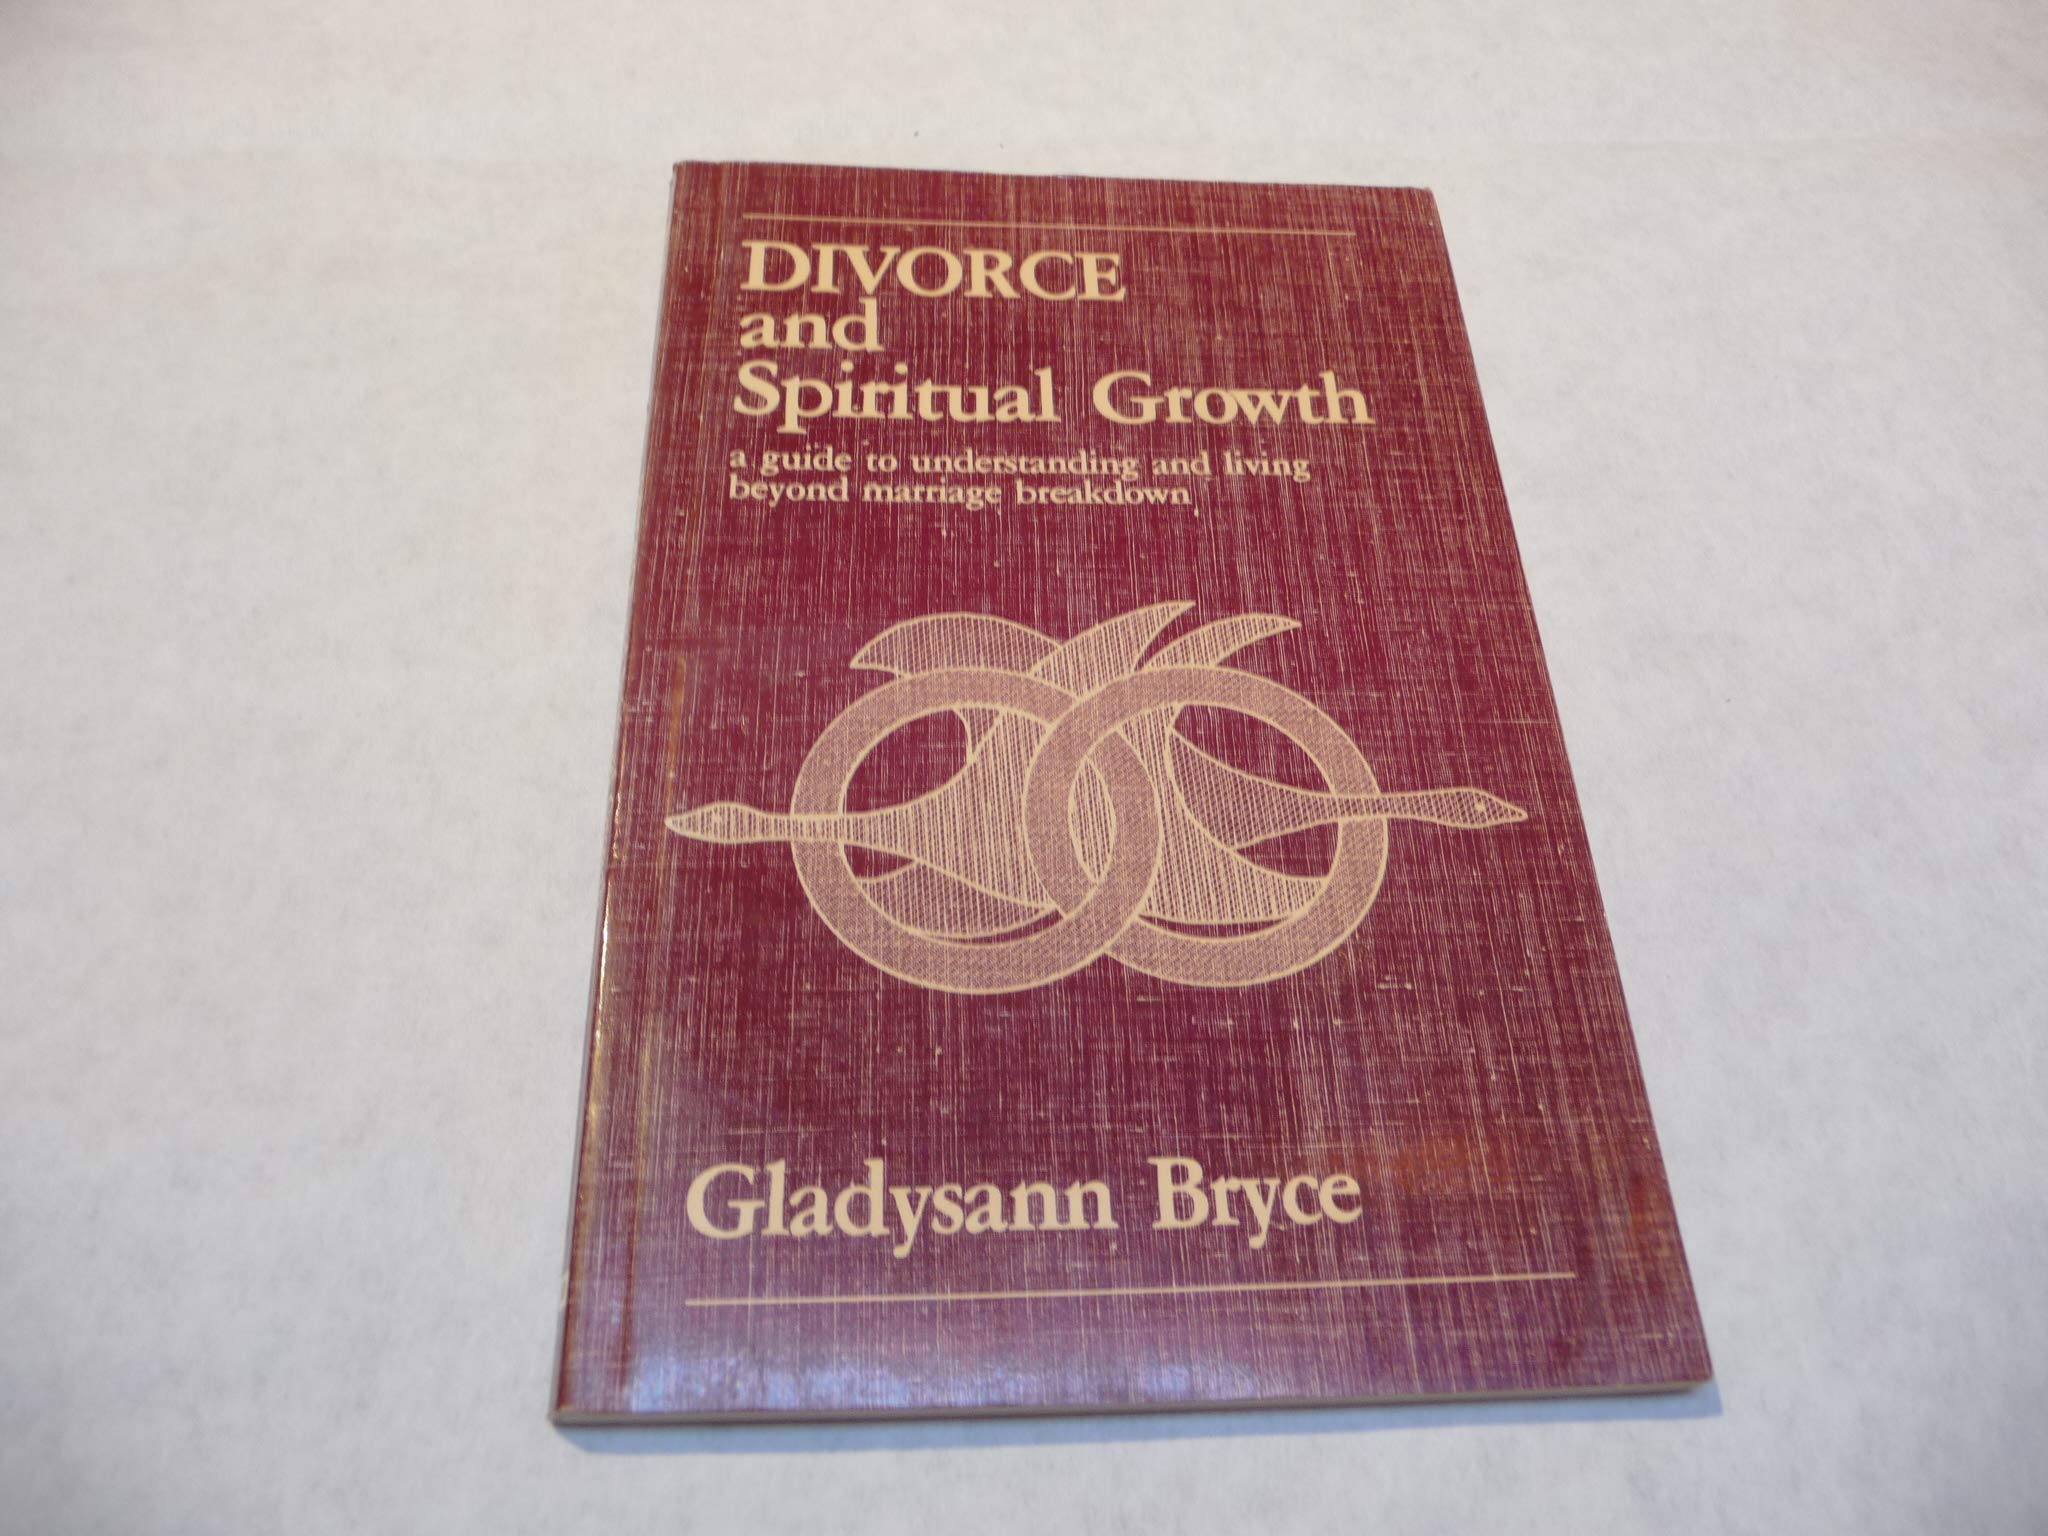 DIVORCE
and
Spiritual Growth
a guide to understanding and living
beyond marriage breakdown
Gladysann Bryce